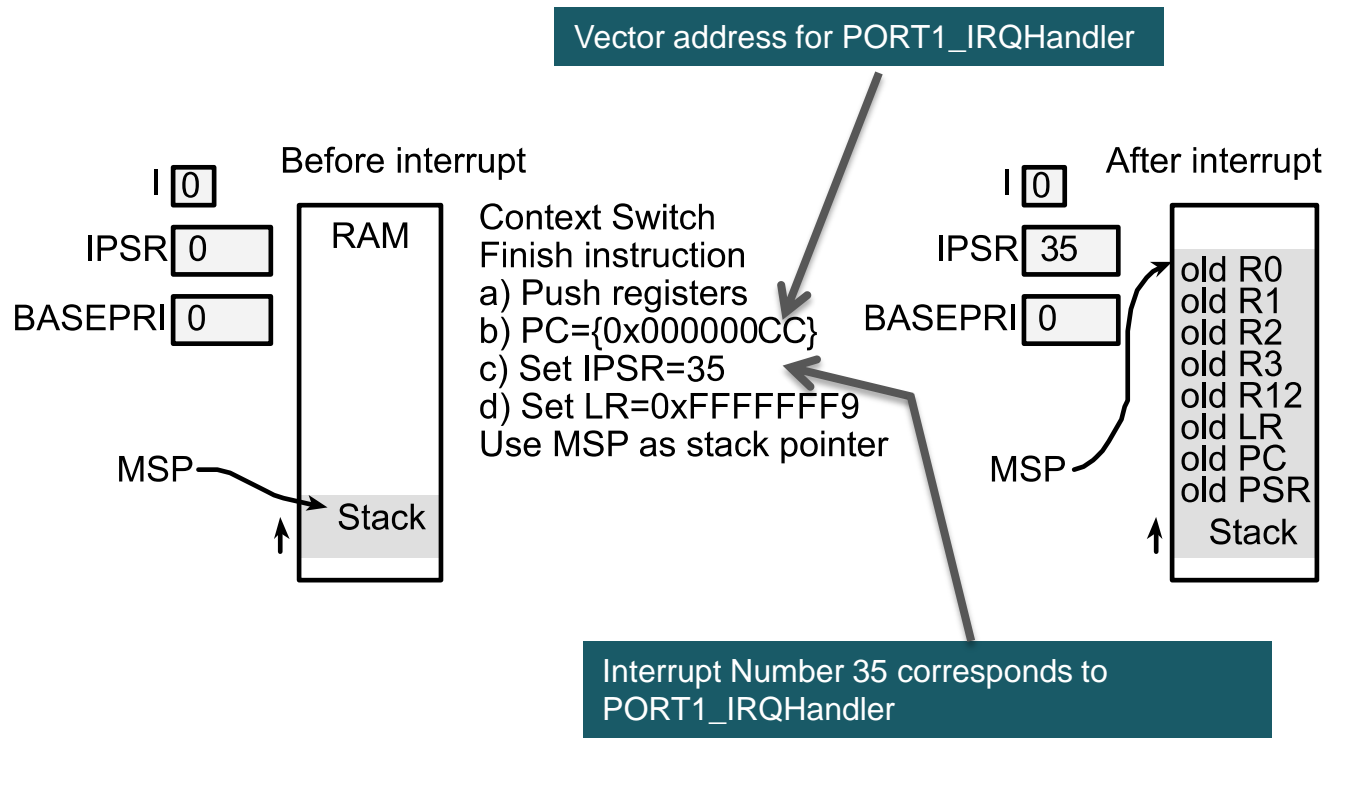 Vector address for PORT1_IRQHandler
Before interrupt
I 0
IPSR 0
BASEPRI 0
RAM
MSP
Stack
Context Switch
Finish instruction
a) Push registers
b) PC={0x000000CC}
c) Set IPSR=35
d) Set LR=0xFFFFFFF9
Use MSP as stack pointer
After interrupt
I 0
IPSR 35
BASEPRI 0
MSP
old R0
old R1
old R2
old R3
old R12
old LR
old PC
old PSR
Stack
Interrupt Number 35 corresponds to
PORT1_IRQHandler